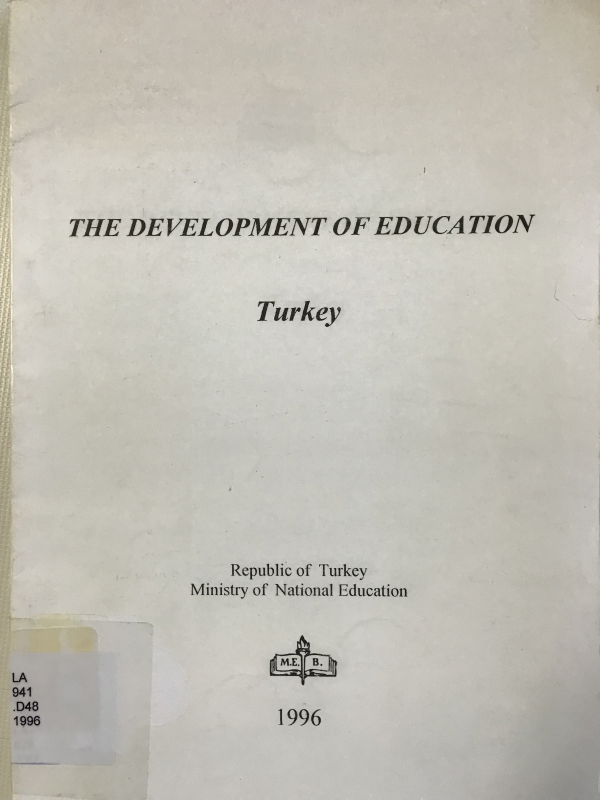 THE DEVELOPMENT OF EDUCATION
Turkey
Republic of Turkey
Ministry of National Education
M.E. B.
1996
LA
941
.D48
1996